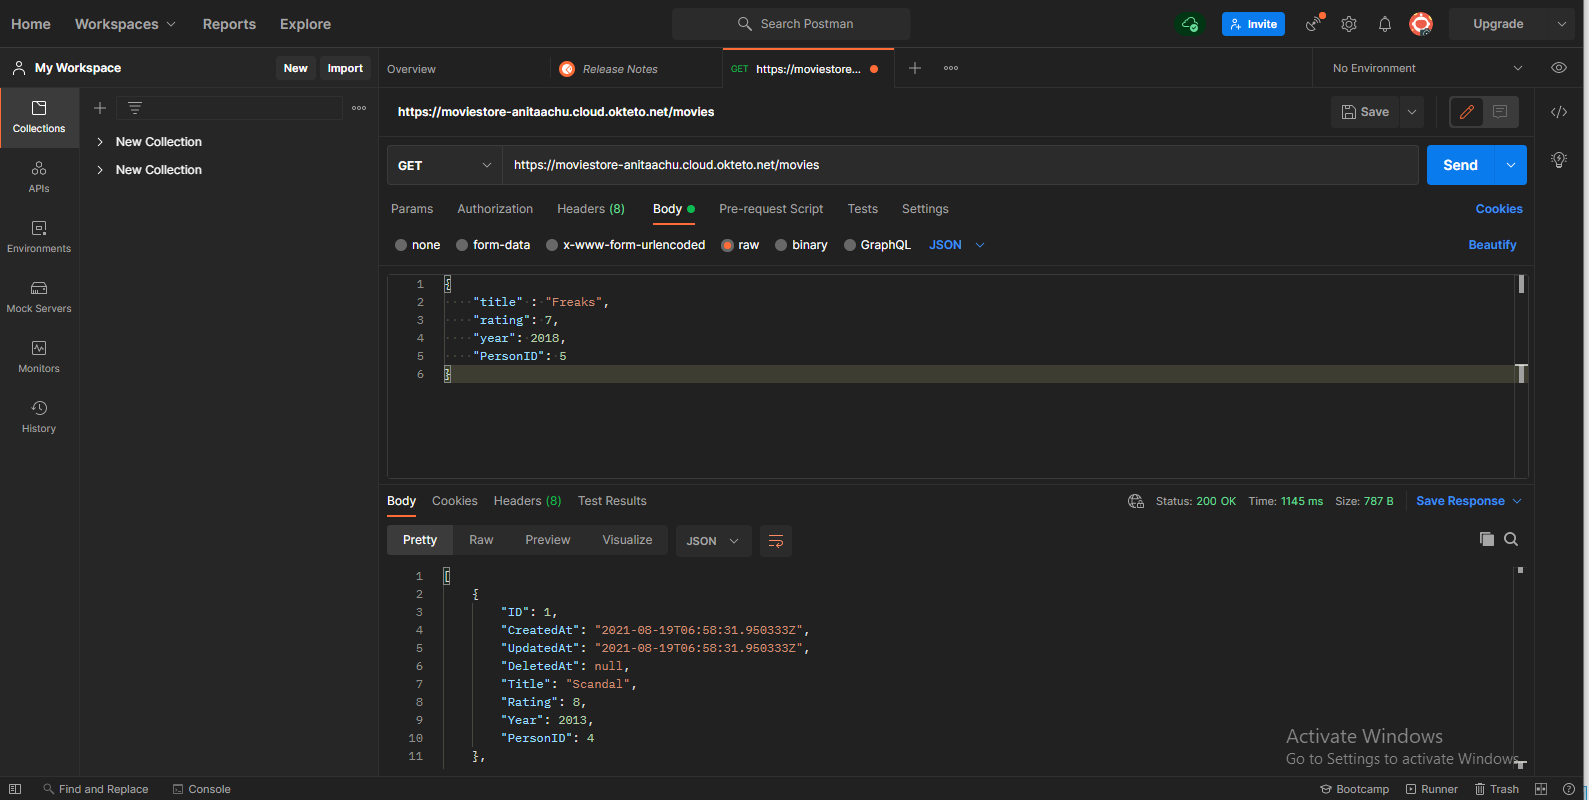 Home Workspaces Reports Explore Search Postman Invite Upgrade
My Workspace New Import Overview Release Notes GET https://moviestore... No Environment
Collections
New Collection
New Collection
APIs
Environments
Mock Servers
Monitors
History
https://moviestore-anitaachu.cloud.okteto.net/movies Save
GET https://moviestore-anitaachu.cloud.okteto.net/movies Send
Params Authorization Headers (8) Body Pre-request Script Tests Settings Cookies
none form-data x-www-form-urlencoded raw binary GraphQL JSON Beautify
1 {
2 "title" : "Freaks",
3 "rating": 7,
4 "year": 2018,
5 "PersonID": 5
6 }
Body Cookies Headers (8) Test Results Status: 200 OK Time: 1145 ms Size: 787 B Save Response
Pretty Raw Preview Visualize JSON
1 [
2 {
3 "ID": 1,
4 "CreatedAt": "2021-08-19T06:58:31.950333Z",
5 "UpdatedAt": "2021-08-19T06:58:31.950333Z",
6 "DeletedAt": null,
7 "Title": "Scandal",
8 "Rating": 8,
9 "Year": 2013,
10 "PersonID": 4
11 },
Activate Windows
Go to Settings to activate Windows.
Find and Replace Console Bootcamp Runner Trash